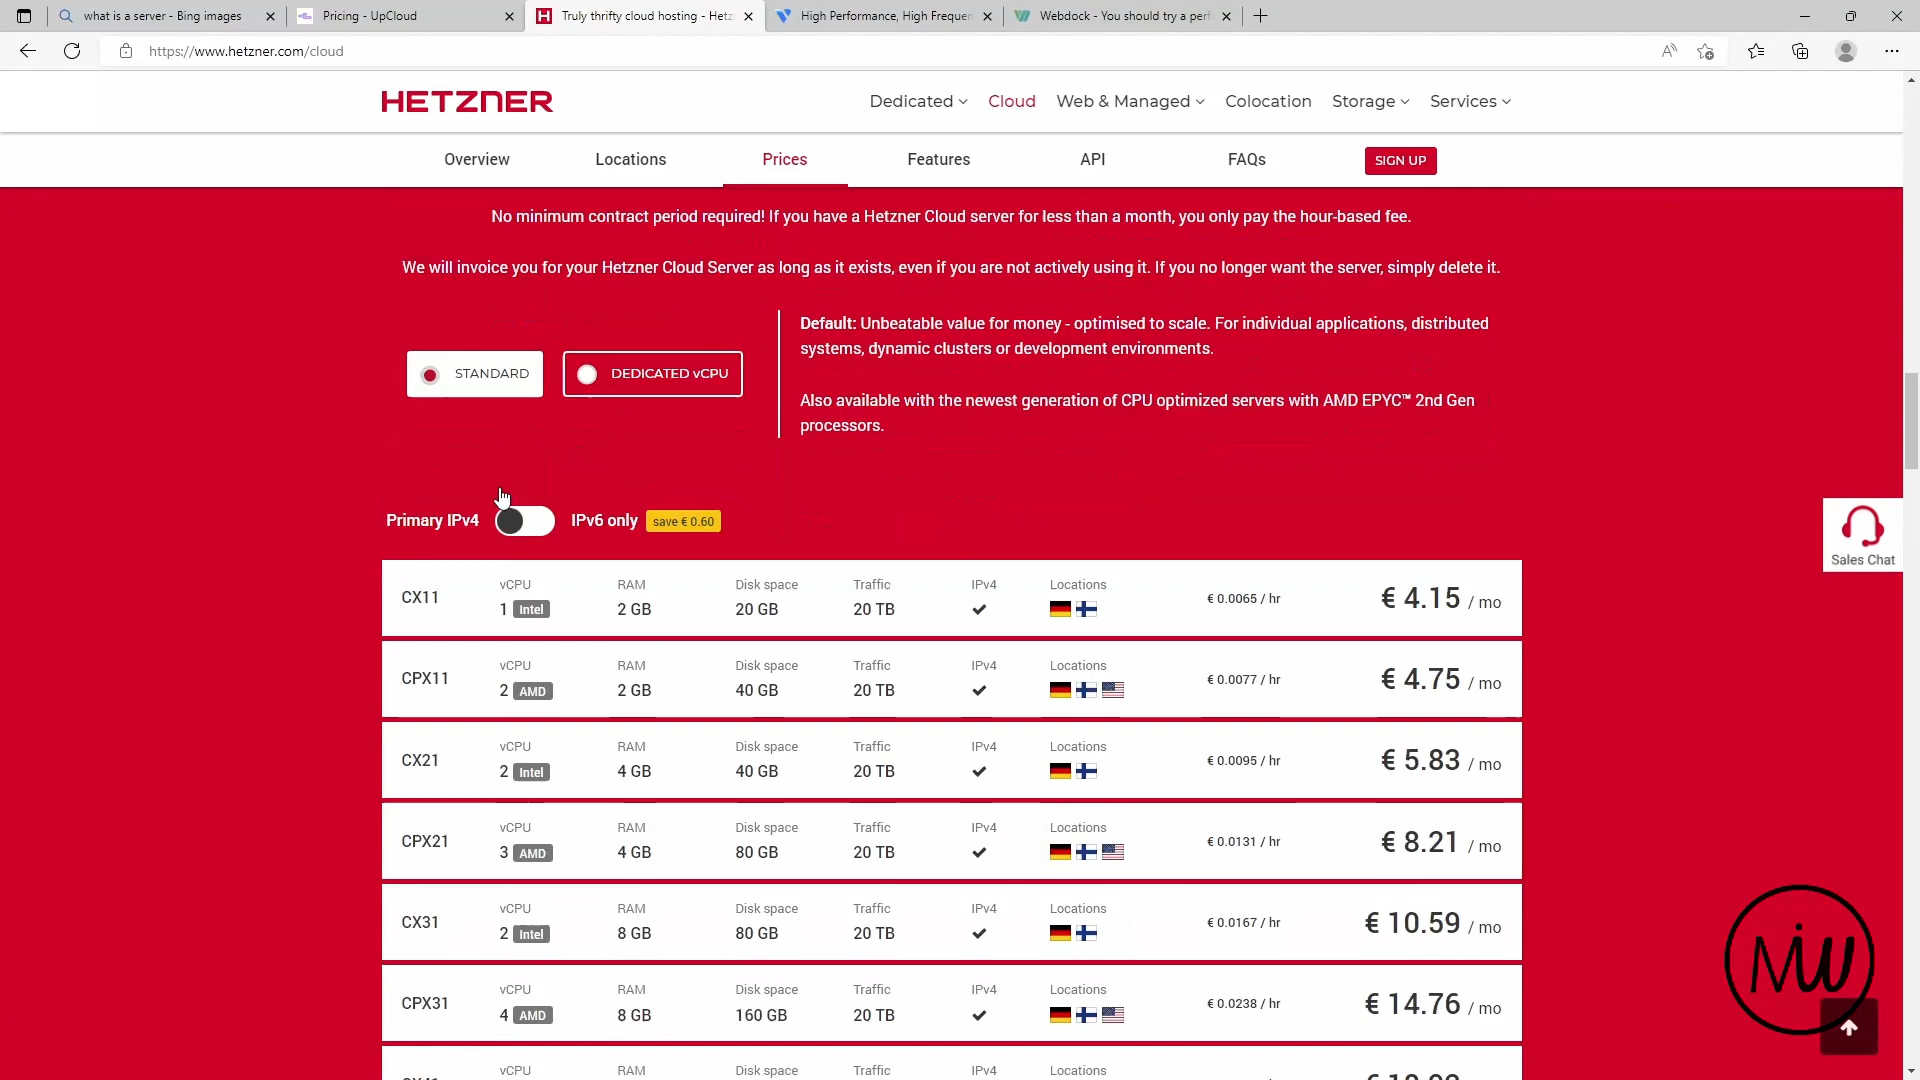 what is a server - Bing images
Pricing - UpCloud
Truly thrifty cloud hosting - Hetz
High Performance, High Frequen
Webdock - You should try a perf
https://www.hetzner.com/cloud
HETZNER
Dedicated
Cloud
Web & Managed
Colocation
Storage
Services
Overview
Locations
Prices
Features
API
FAQs
SIGN UP
No minimum contract period required! If you have a Hetzner Cloud server for less than a month, you only pay the hour-based fee.
We will invoice you for your Hetzner Cloud Server as long as it exists, even if you are not actively using it. If you no longer want the server, simply delete it.
STANDARD
DEDICATED vCPU
Default: Unbeatable value for money - optimised to scale. For individual applications, distributed
systems, dynamic clusters or development environments.
Also available with the newest generation of CPU optimized servers with AMD EPYC™ 2nd Gen
processors.
Primary IPv4
IPv6 only
save € 0.60
Sales Chat
vCPU RAM Disk space Traffic IPv4 Locations
CX11 1 Intel 2 GB 20 GB 20 TB € 0.0065 / hr € 4.15 / mo
vCPU RAM Disk space Traffic IPv4 Locations
CPX11 2 AMD 2 GB 40 GB 20 TB € 0.0077 / hr € 4.75 / mo
vCPU RAM Disk space Traffic IPv4 Locations
CX21 2 Intel 4 GB 40 GB 20 TB € 0.0095 / hr € 5.83 / mo
vCPU RAM Disk space Traffic IPv4 Locations
CPX21 3 AMD 4 GB 80 GB 20 TB € 0.0131 / hr € 8.21 / mo
vCPU RAM Disk space Traffic IPv4 Locations
CX31 2 Intel 8 GB 80 GB 20 TB € 0.0167 / hr € 10.59 / mo
vCPU RAM Disk space Traffic IPv4 Locations
CPX31 4 AMD 8 GB 160 GB 20 TB € 0.0238 / hr € 14.76 / mo
vCPU RAM Disk space Traffic IPv4 Locations